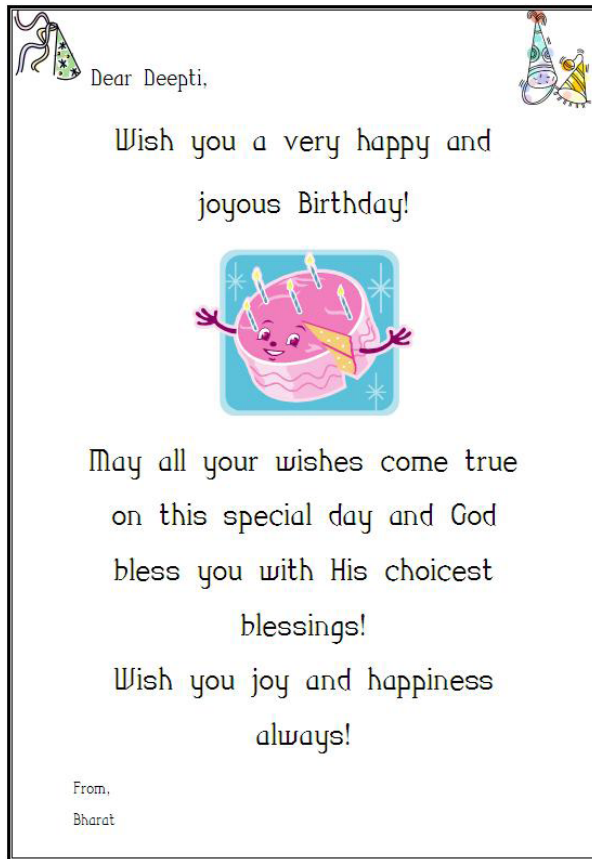 Dear Deepti,
Wish you a very happy and
joyous Birthday!
May all your wishes come true
on this special day and God
bless you with His choicest
blessings!
Wish you joy and happiness
always!
From,
Bharat